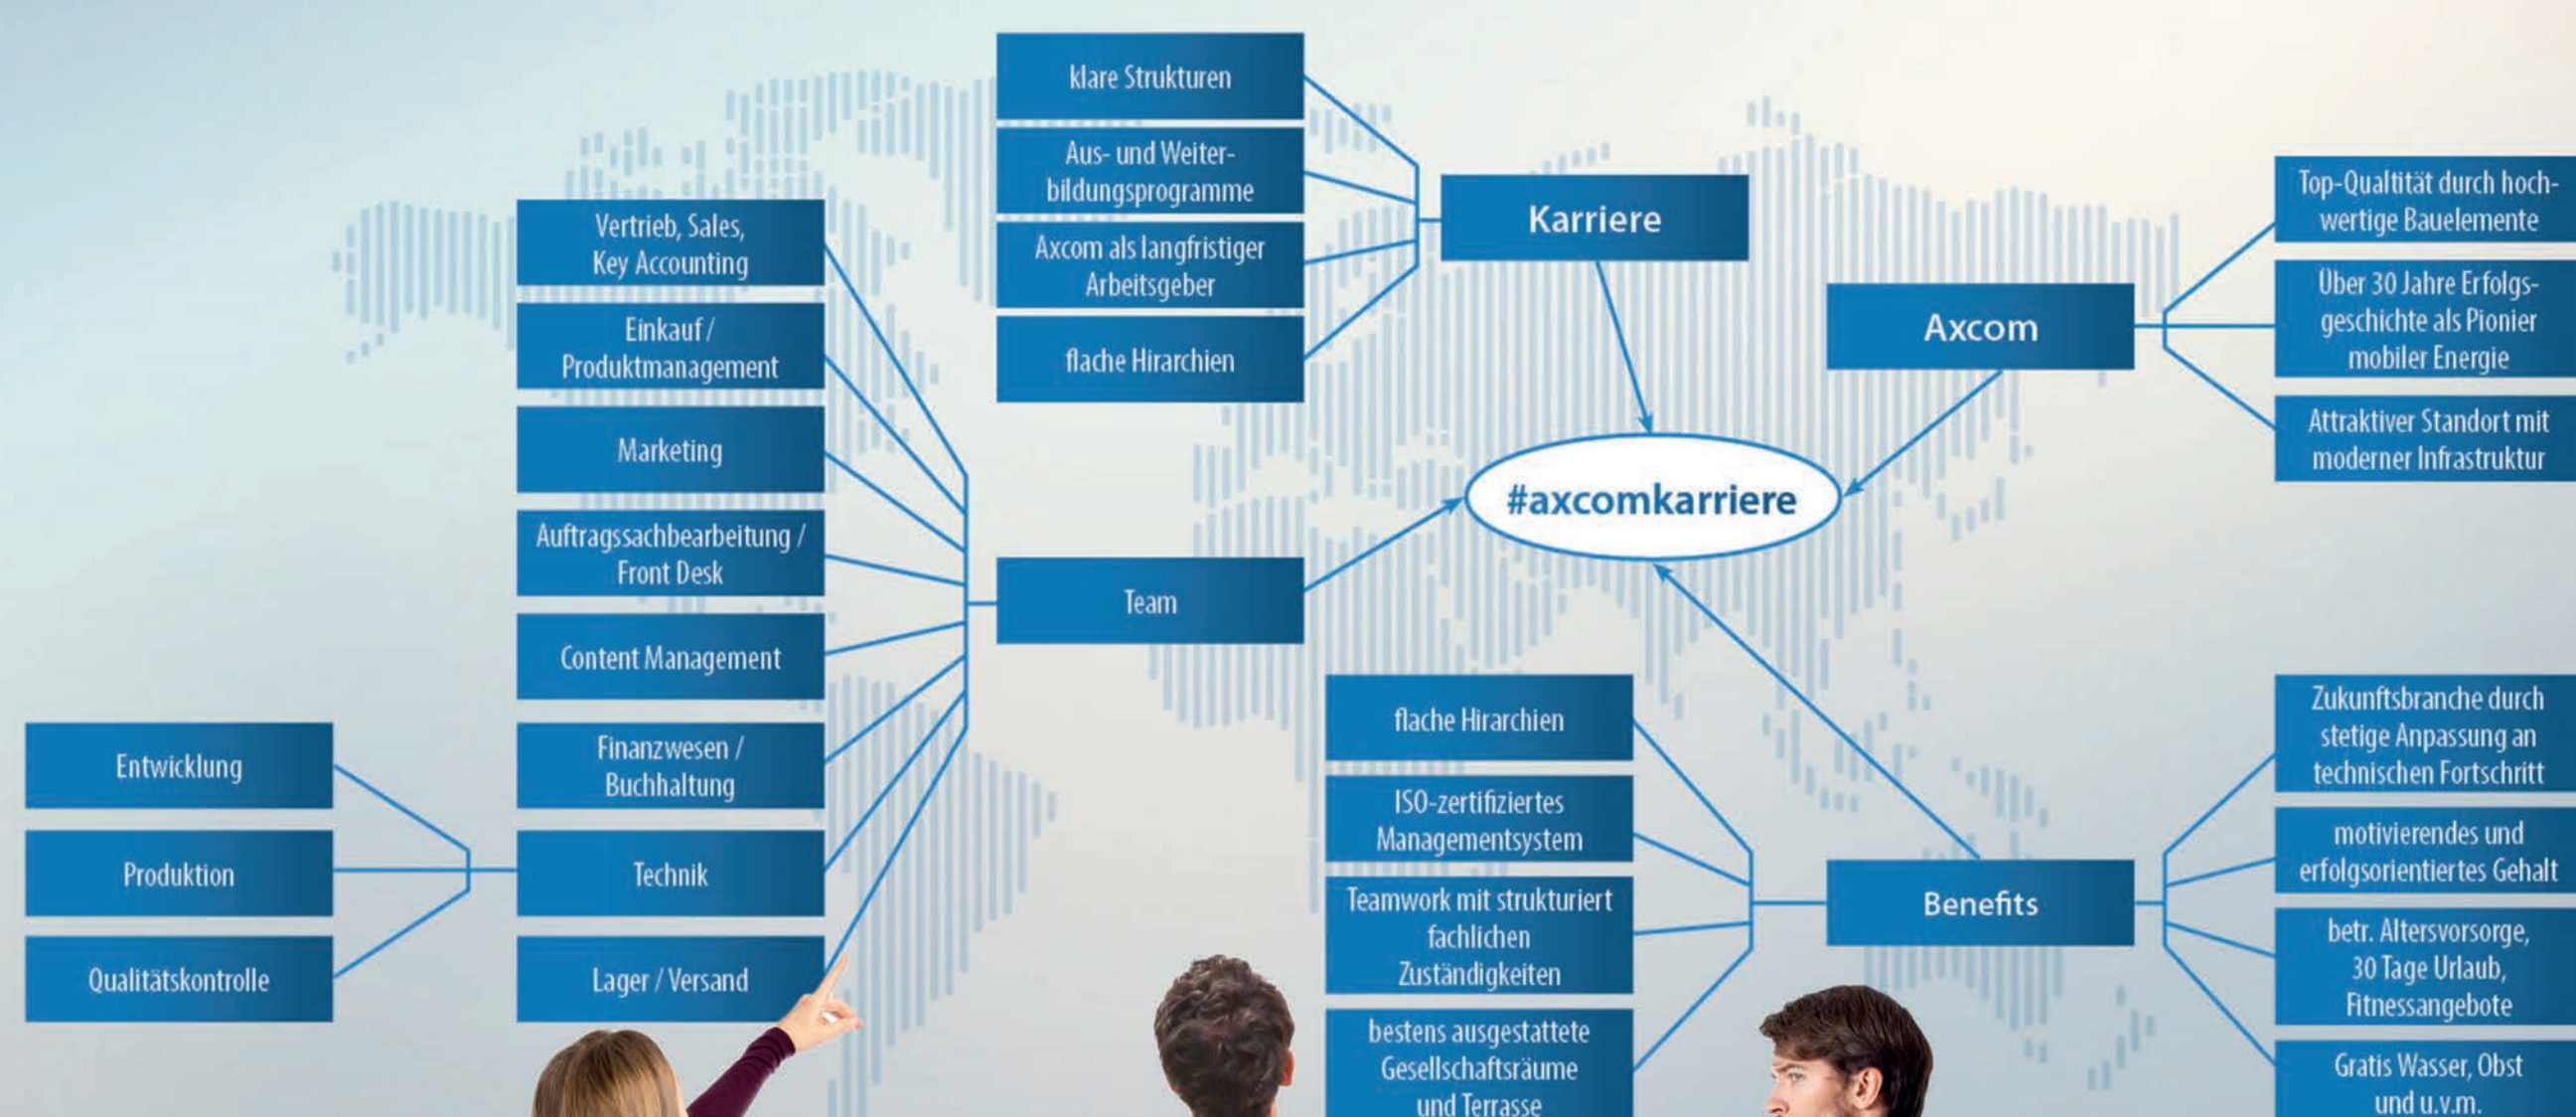 klare Strukturen
Aus- und Weiter-
bildungsprogramme
Axcom als langfristiger
Arbeitsgeber
flache Hirarchien
Karriere
Vertrieb, Sales,
Key Accounting
Einkauf /
Produktmanagement
Marketing
Auftragssachbearbeitung /
Front Desk
Content Management
Finanzwesen /
Buchhaltung
Technik
Lager / Versand
Entwicklung
Produktion
Qualitätskontrolle
Team
#axcomkarriere
Axcom
Top-Qualtität durch hoch-
wertige Bauelemente
Über 30 Jahre Erfolgs-
geschichte als Pionier
mobiler Energie
Attraktiver Standort mit
moderner Infrastruktur
flache Hirarchien
ISO-zertifiziertes
Managementsystem
Teamwork mit strukturiert
fachlichen
Zuständigkeiten
bestens ausgestattete
Gesellschaftsräume
und Terrasse
Benefits
Zukunftsbranche durch
stetige Anpassung an
technischen Fortschritt
motivierendes und
erfolgsorientiertes Gehalt
betr. Altersvorsorge,
30 Tage Urlaub,
Fitnessangebote
Gratis Wasser, Obst
und u.v.m.